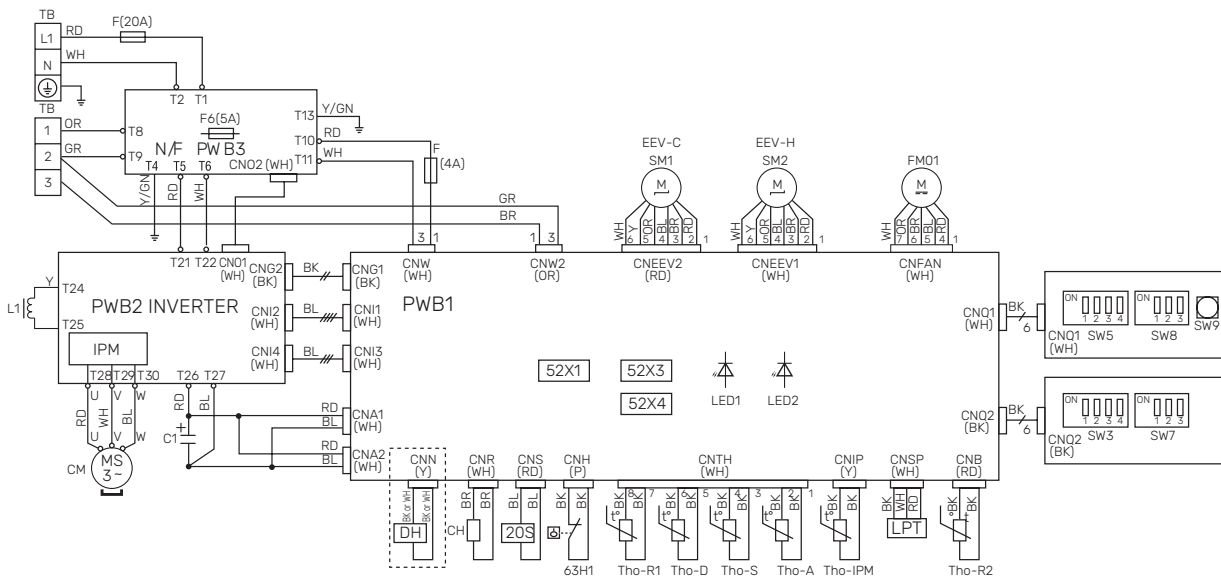 TB
L1
RD
F(20A)
N
WH
T2 T1
TB
1
OR
2
GR
3
T8
T9
F6(5A)
N/F PWB3
T13
Y/GN
T10
RD
T11
WH
F
(4A)
T4 T5 T6
CNO2 (WH)
Y/GN
RD
WH
GR
BR
EEV-C
SM1
M
EEV-H
SM2
M
FM01
M
WH
6
Y
5
OR
4
BL
3
BR
2
RD
1
WH
6
Y
5
OR
4
BL
3
BR
2
RD
1
WH
7
OR
6
BR
5
BL
4
RD
1
3 1
1 3
CNW
(WH)
CNW2
(OR)
CNEEV2
(RD)
CNEEV1
(WH)
CNFAN
(WH)
T21 T22
CNO1
(WH)
CNG2
(BK)
BK
CNG1
(BK)
PWB2 INVERTER
PWB1
Y
T24
L1
T25
CNI2
(WH)
BL
CNI1
(WH)
IPM
CNI4
(WH)
BL
CNI3
(WH)
T28 T29 T30
T26 T27
U V W
RD
WH
BL
RD
BL
U V W
CM
MS
3~
C1
+
RD
BL
CNA1
(WH)
RD
BL
CNA2
(WH)
52X1
52X3
52X4
LED1
LED2
CNQ1
(WH)
BK
6
CNQ1
(WH)
ON
1 2 3 4
SW5
ON
1 2 3
SW8
SW9
CNQ2
(BK)
BK
6
CNQ2
(BK)
ON
1 2 3 4
SW3
ON
1 2 3
SW7
CNN
(Y)
CNR
(WH)
CNS
(RD)
CNH
(P)
CNTH
(WH)
CNIP
(Y)
CNSP
(WH)
CNB
(RD)
BK or WH
BK or WH
DH
BR
BR
CH
BL
BL
20S
BK
BK
63H1
8
7
6
5
4
3
2
1
BK
BK
t°
Tho-R1
BK
BK
t°
Tho-D
BK
BK
t°
Tho-S
BK
BK
t°
Tho-A
BK
BK
t°
Tho-IPM
BK
WH
RD
LPT
BK
BK
t°
Tho-R2